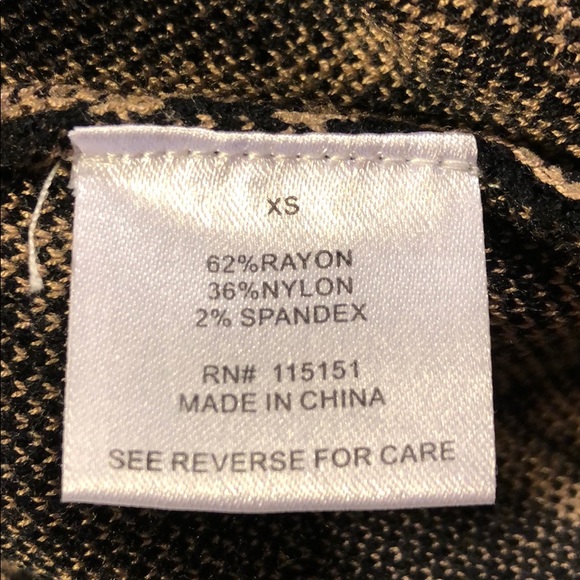 XS
62%RAYON
36%NYLON
2% SPANDEX
RN# 115151
MADE IN CHINA
SEE REVERSE FOR CARE